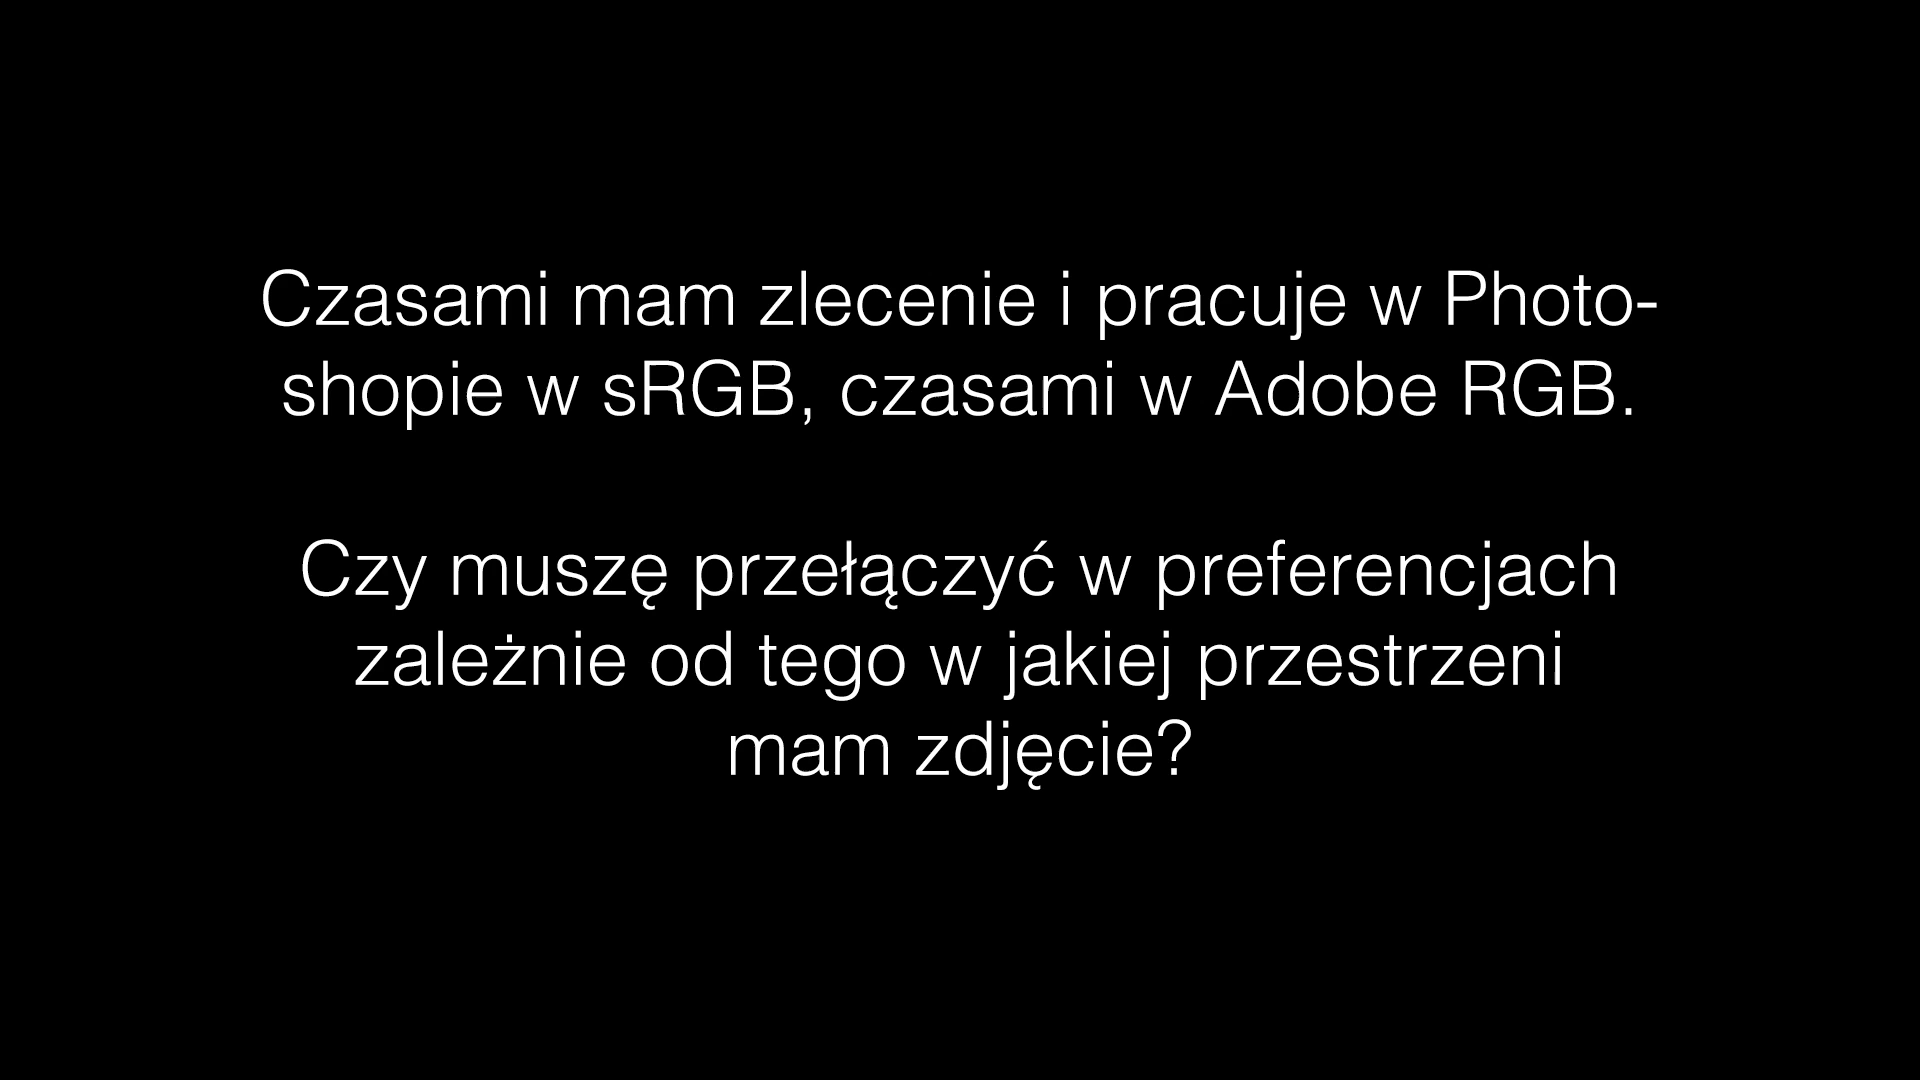 Czasami mam zlecenie i pracuje w Photo-
shopie w sRGB, czasami w Adobe RGB.
Czy muszę przełączyć w preferencjach
zależnie od tego w jakiej przestrzeni
mam zdjęcie?